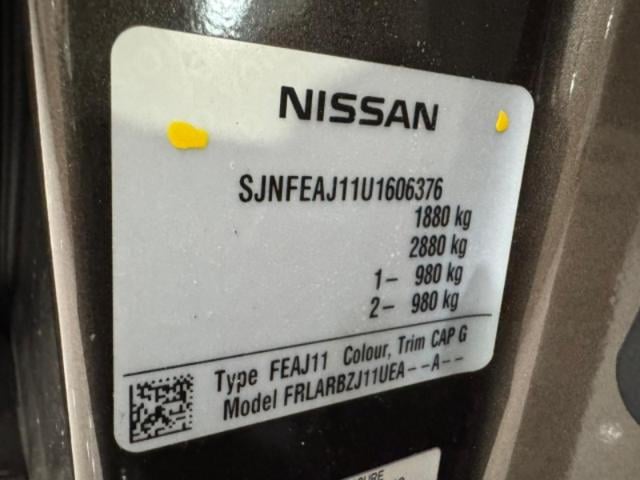 NISSAN
SJNFEAJ11U1606376
1880 kg
2880 kg
1- 980 kg
2- 980 kg
Type FEAJ11 Colour, Trim CAP G
Model FRLARBZJ11UEA--A--